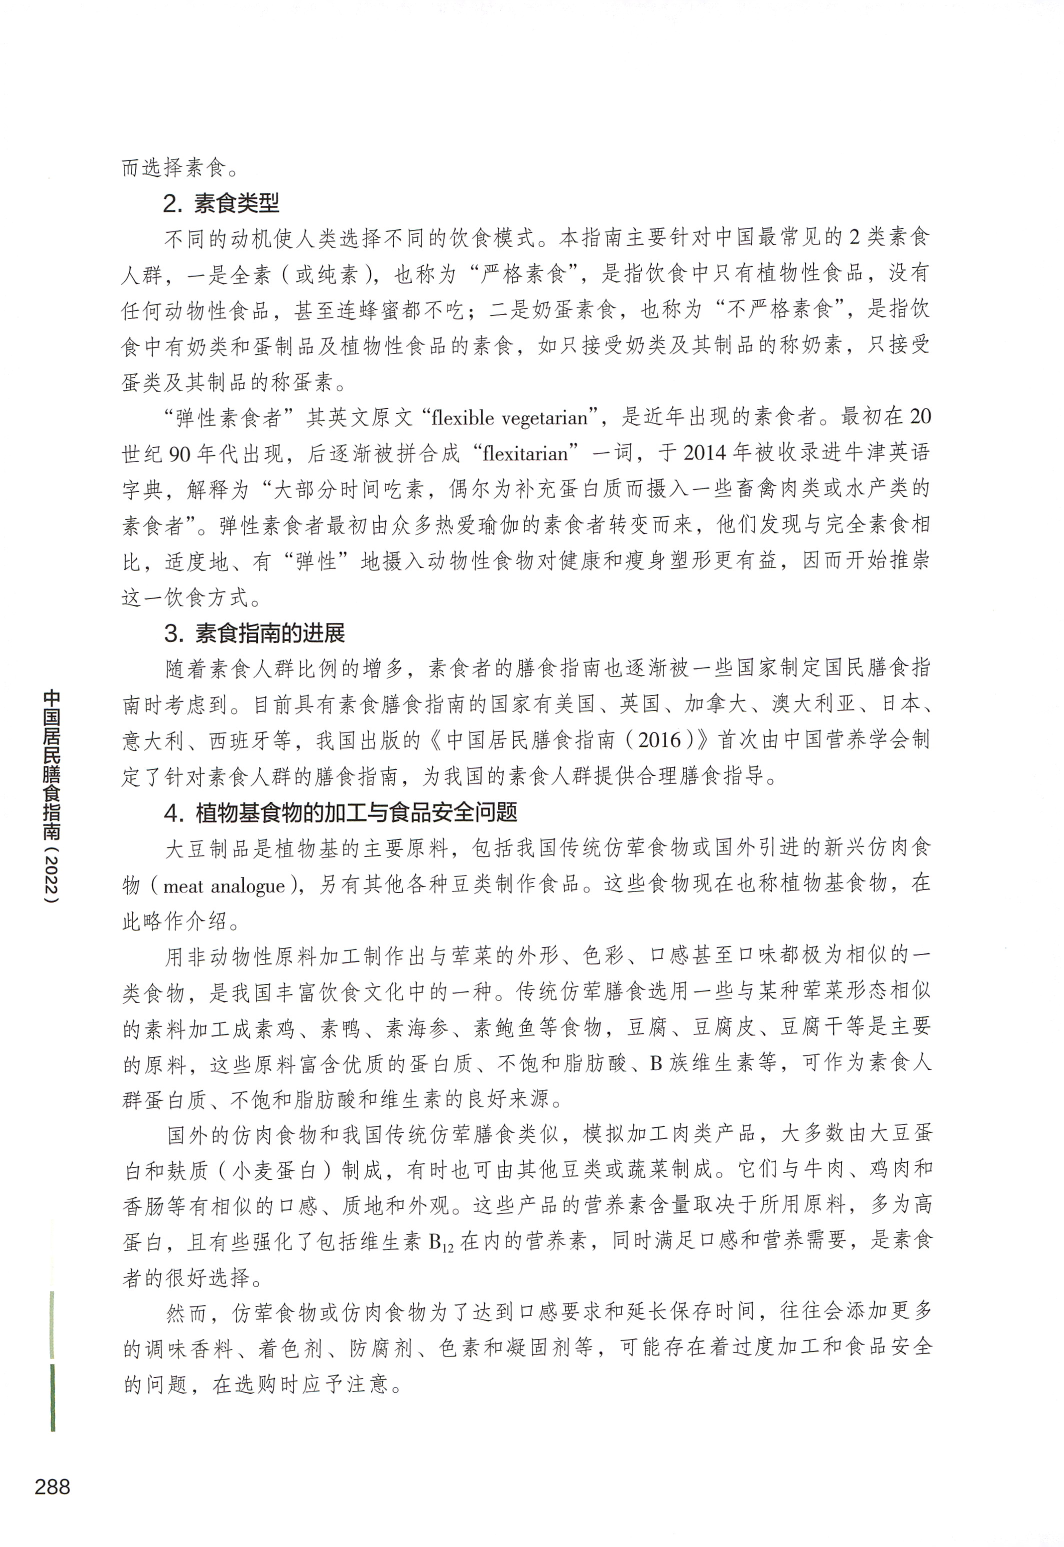 而选择素食。
2. 素食类型
不同的动机使人类选择不同的饮食模式。本指南主要针对中国最常见的 2 类素食
人群，一是全素（或纯素），也称为“严格素食”，是指饮食中只有植物性食品，没有
任何动物性食品，甚至连蜂蜜都不吃；二是奶蛋素食，也称为“不严格素食”，是指饮
食中有奶类和蛋制品及植物性食品的素食，如只接受奶类及其制品的称奶素，只接受
蛋类及其制品的称蛋素。
“弹性素食者”其英文原文“flexible vegetarian”，是近年出现的素食者。最初在 20
世纪 90 年代出现，后逐渐被拼合成“flexitarian”一词，于 2014 年被收录进牛津英语
字典，解释为“大部分时间吃素，偶尔为补充蛋白质而摄入一些畜禽肉类或水产类的
素食者”。弹性素食者最初由众多热爱瑜伽的素食者转变而来，他们发现与完全素食相
比，适度地、有“弹性”地摄入动物性食物对健康和瘦身塑形更有益，因而开始推崇
这一饮食方式。
3. 素食指南的进展
随着素食人群比例的增多，素食者的膳食指南也逐渐被一些国家制定国民膳食指
南时考虑到。目前具有素食膳食指南的国家有美国、英国、加拿大、澳大利亚、日本、
意大利、西班牙等，我国出版的《中国居民膳食指南（2016）》首次由中国营养学会制
定了针对素食人群的膳食指南，为我国的素食人群提供合理膳食指导。
4. 植物基食物的加工与食品安全问题
大豆制品是植物基的主要原料，包括我国传统仿荤食物或国外引进的新兴仿肉食
物（meat analogue），另有其他各种豆类制作食品。这些食物现在也称植物基食物，在
此略作介绍。
用非动物性原料加工制作出与荤菜的外形、色彩、口感甚至口味都极为相似的一
类食物，是我国丰富饮食文化中的一种。传统仿荤膳食选用一些与某种荤菜形态相似
的素料加工成素鸡、素鸭、素海参、素鲍鱼等食物，豆腐、豆腐皮、豆腐干等是主要
的原料，这些原料富含优质的蛋白质、不饱和脂肪酸、B 族维生素等，可作为素食人
群蛋白质、不饱和脂肪酸和维生素的良好来源。
国外的仿肉食物和我国传统仿荤膳食类似，模拟加工肉类产品，大多数由大豆蛋
白和麸质（小麦蛋白）制成，有时也可由其他豆类或蔬菜制成。它们与牛肉、鸡肉和
香肠等有相似的口感、质地和外观。这些产品的营养素含量取决于所用原料，多为高
蛋白，且有些强化了包括维生素 B₁₂ 在内的营养素，同时满足口感和营养需要，是素食
者的很好选择。
然而，仿荤食物或仿肉食物为了达到口感要求和延长保存时间，往往会添加更多
的调味香料、着色剂、防腐剂、色素和凝固剂等，可能存在着过度加工和食品安全
的问题，在选购时应予注意。
中国居民膳食指南（2022）
288